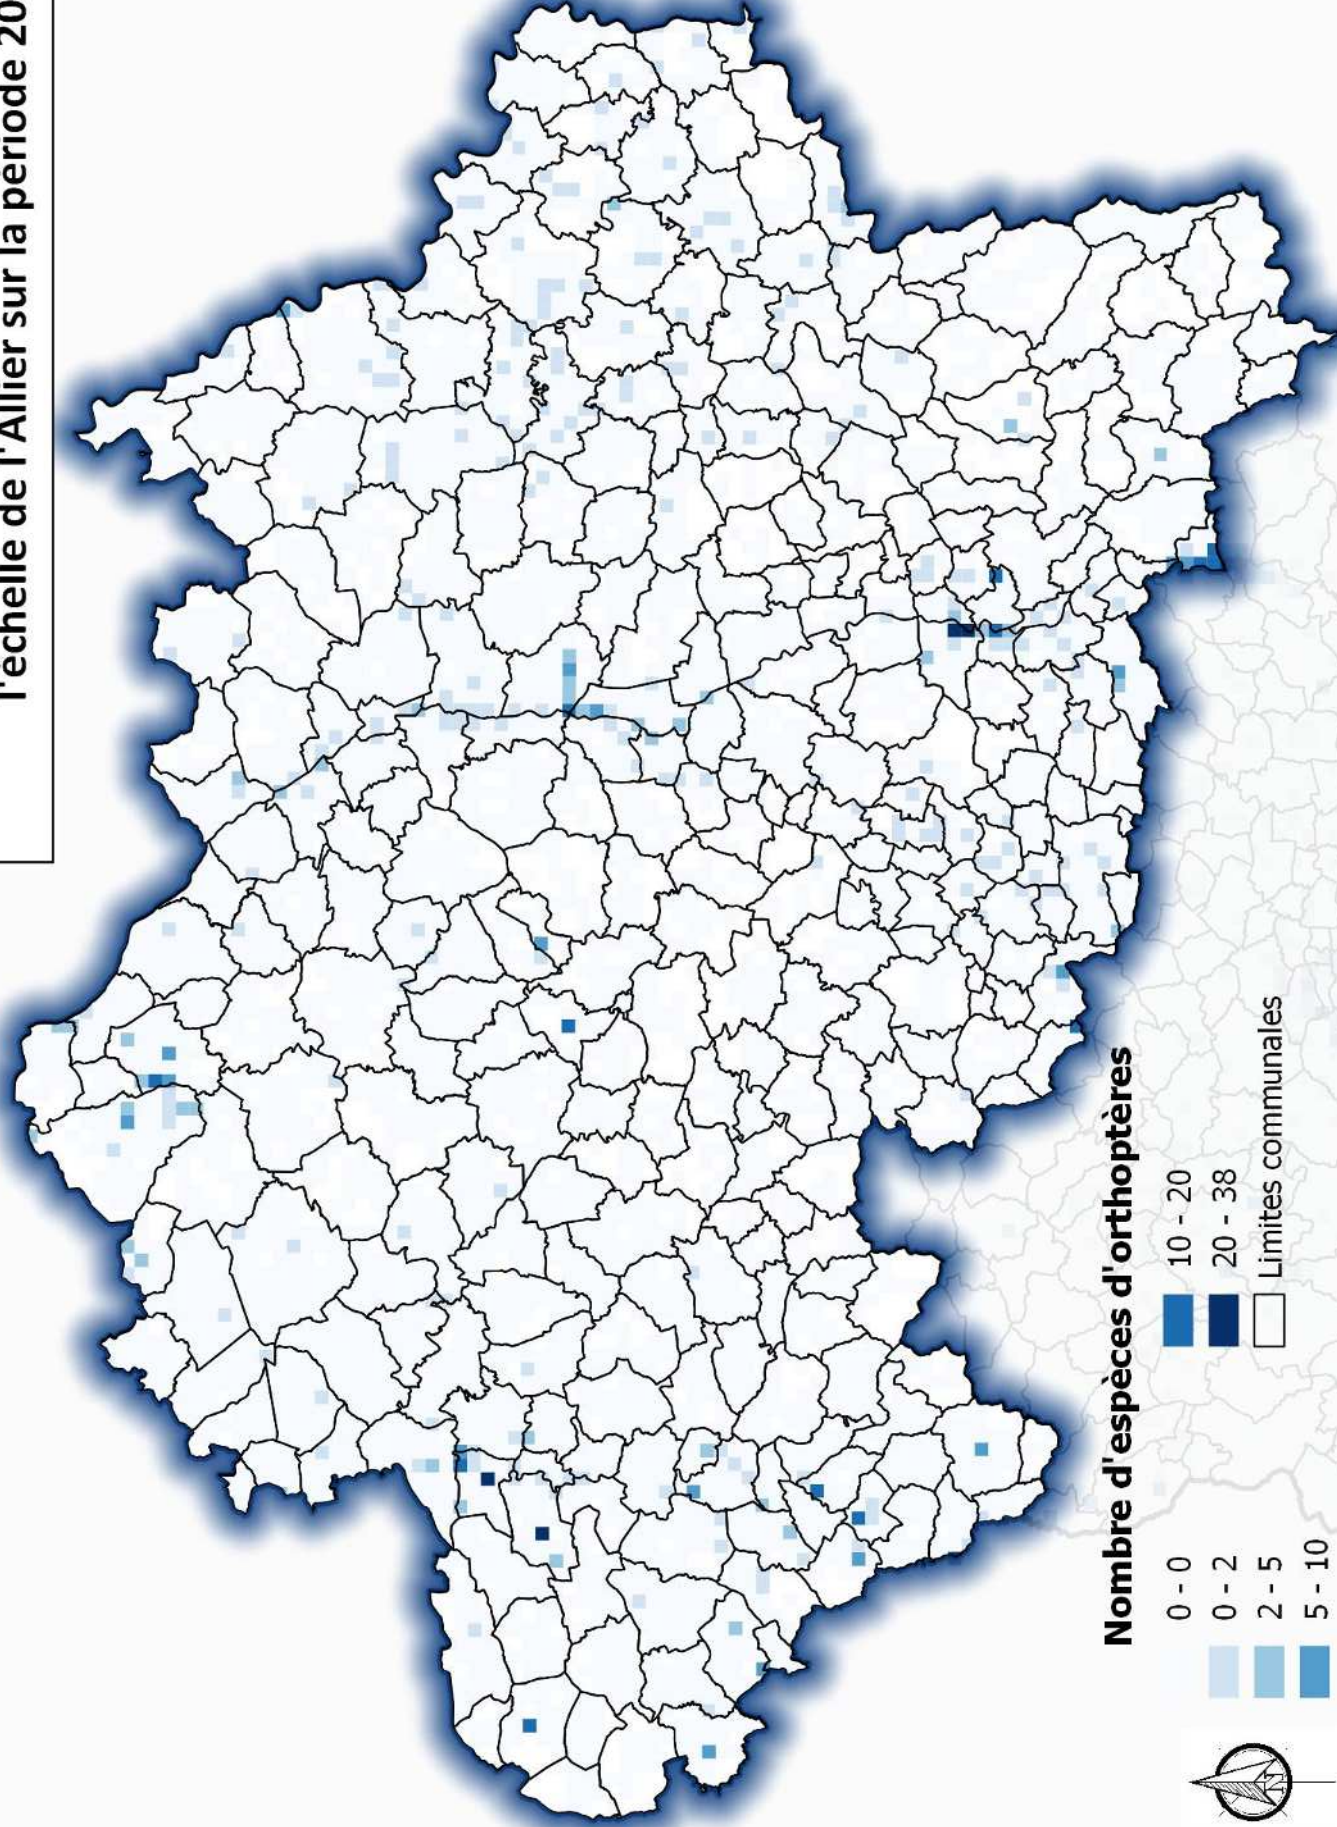 l'échelle de l'Allier sur la période 20
Nombre d'espèces d'orthoptères
0 - 0
0 - 2
2 - 5
5 - 10
10 - 20
20 - 38
Limites communales
N